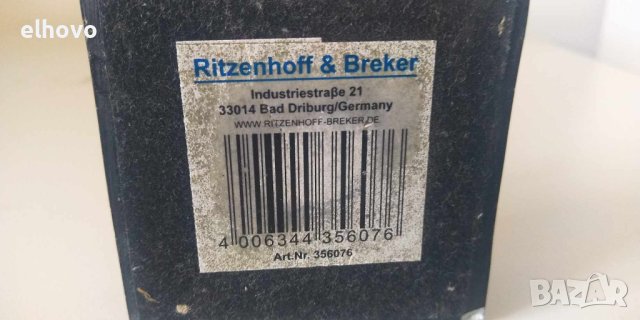 elhovo
Ritzenhoff & Breker
Industriestraße 21
33014 Bad Driburg/Germany
WWW.RITZENHOFF-BREKER.DE
4 006344 356076
Art.Nr. 356076
BAZAR